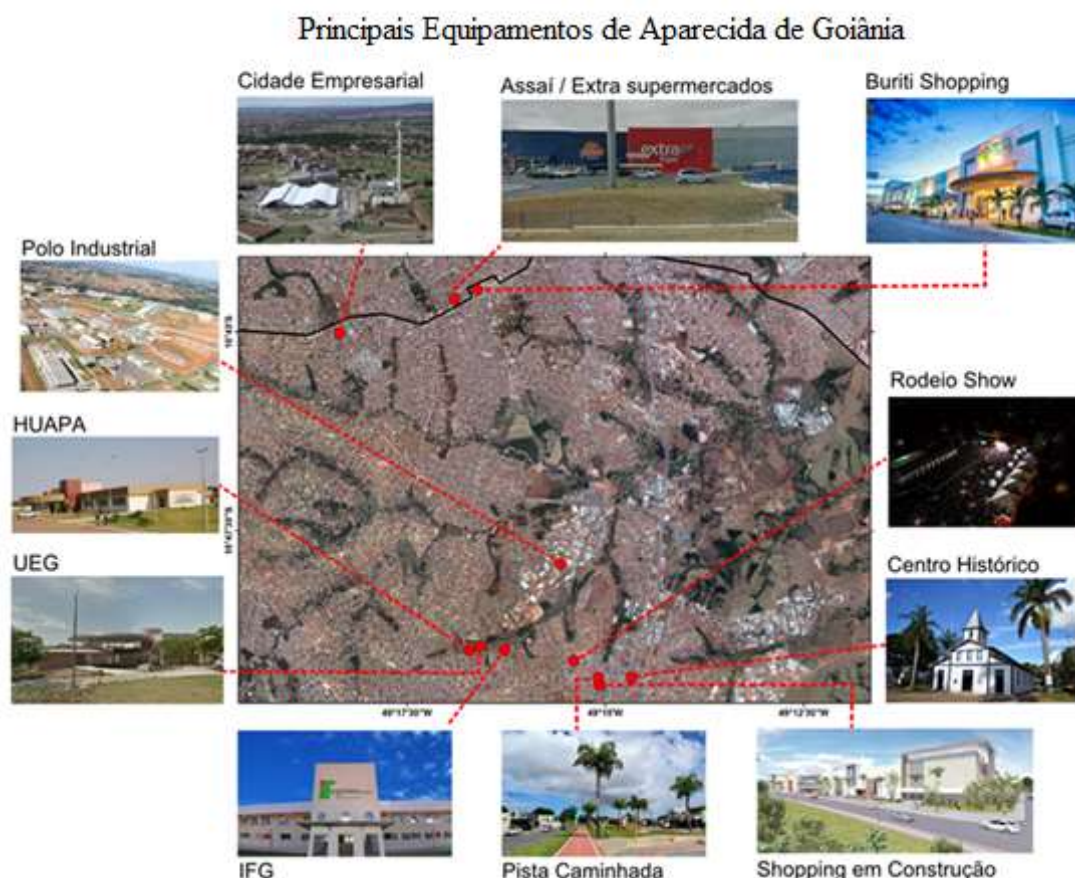 Principais Equipamentos de Aparecida de Goiânia
Cidade Empresarial
Assaí / Extra supermercados
Buriti Shopping
extra
Polo Industrial
Rodeio Show
HUAPA
Centro Histórico
UEG
49°17'30"W
49°15'W
49°12'30"W
IFG
Pista Caminhada
Shopping em Construção